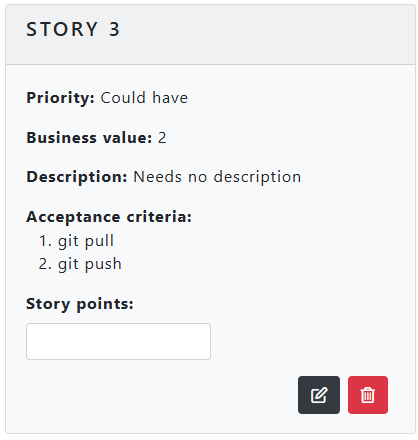 STORY 3
Priority: Could have
Business value: 2
Description: Needs no description
Acceptance criteria:
1. git pull
2. git push
Story points: